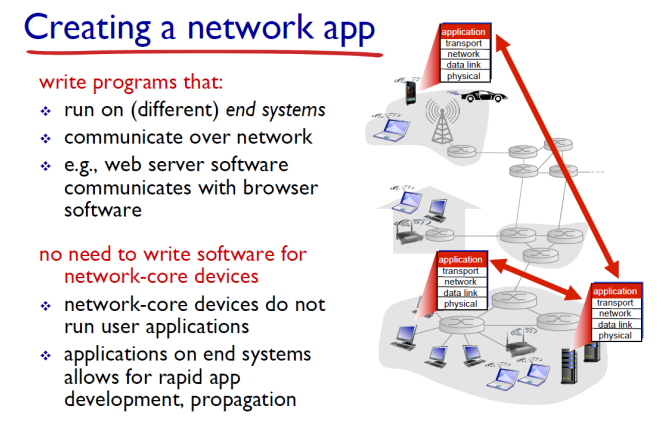 Creating a network app
write programs that:
❖ run on (different) end systems
❖ communicate over network
❖ e.g., web server software
communicates with browser
software
no need to write software for
network-core devices
❖ network-core devices do not
run user applications
❖ applications on end systems
allows for rapid app
development, propagation
application
transport
network
data link
physical
application
transport
network
data link
physical
application
transport
network
data link
physical